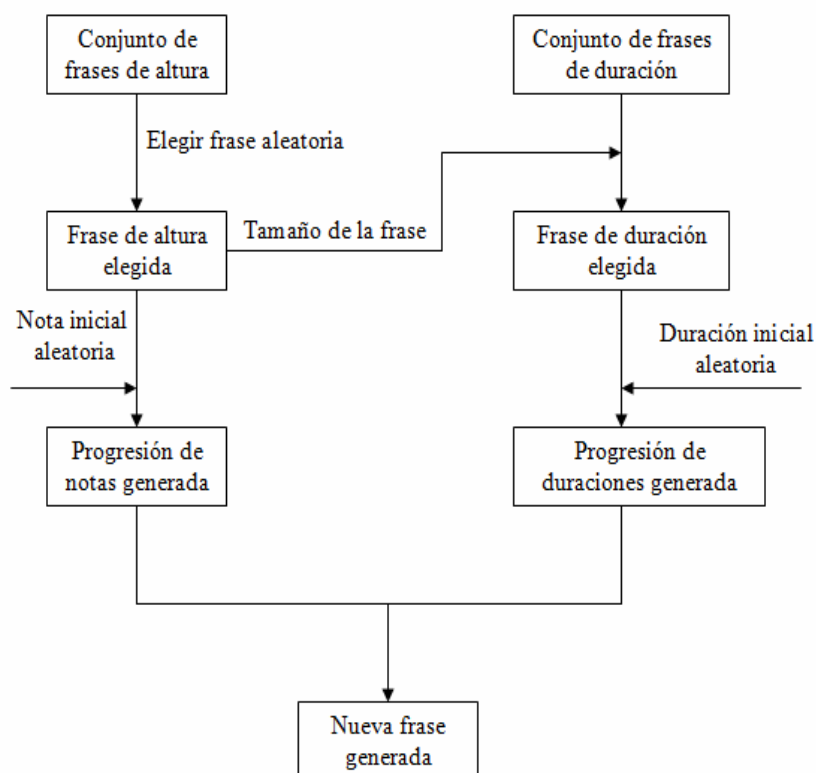 Conjunto de
frases de altura
Conjunto de frases
de duración
Elegir frase aleatoria
Frase de altura
elegida
Tamaño de la frase
Frase de duración
elegida
Nota inicial
aleatoria
Duración inicial
aleatoria
Progresión de
notas generada
Progresión de
duraciones generada
Nueva frase
generada